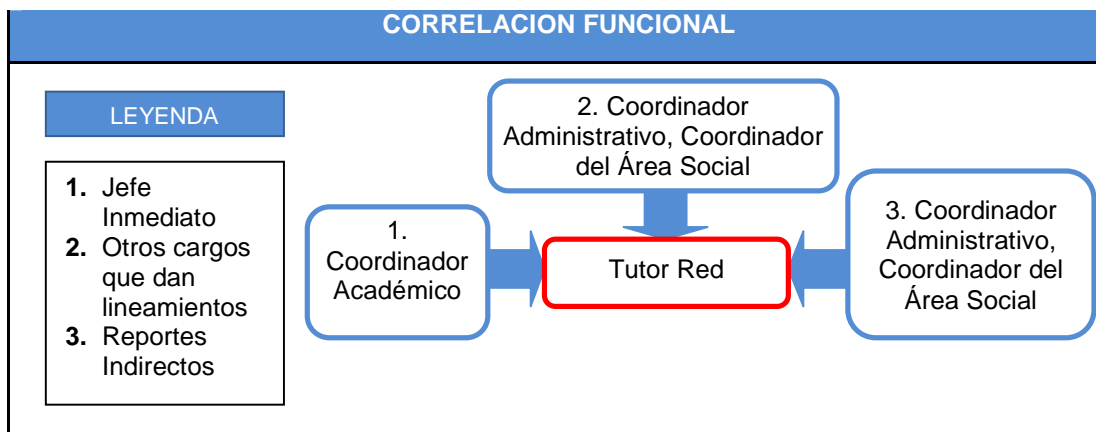 CORRELACION FUNCIONAL
LEYENDA
1. Jefe
Inmediato
2. Otros cargos
que dan
lineamientos
3. Reportes
Indirectos
2. Coordinador
Administrativo, Coordinador
del Área Social
1.
Coordinador
Académico
Tutor Red
3. Coordinador
Administrativo,
Coordinador del
Área Social